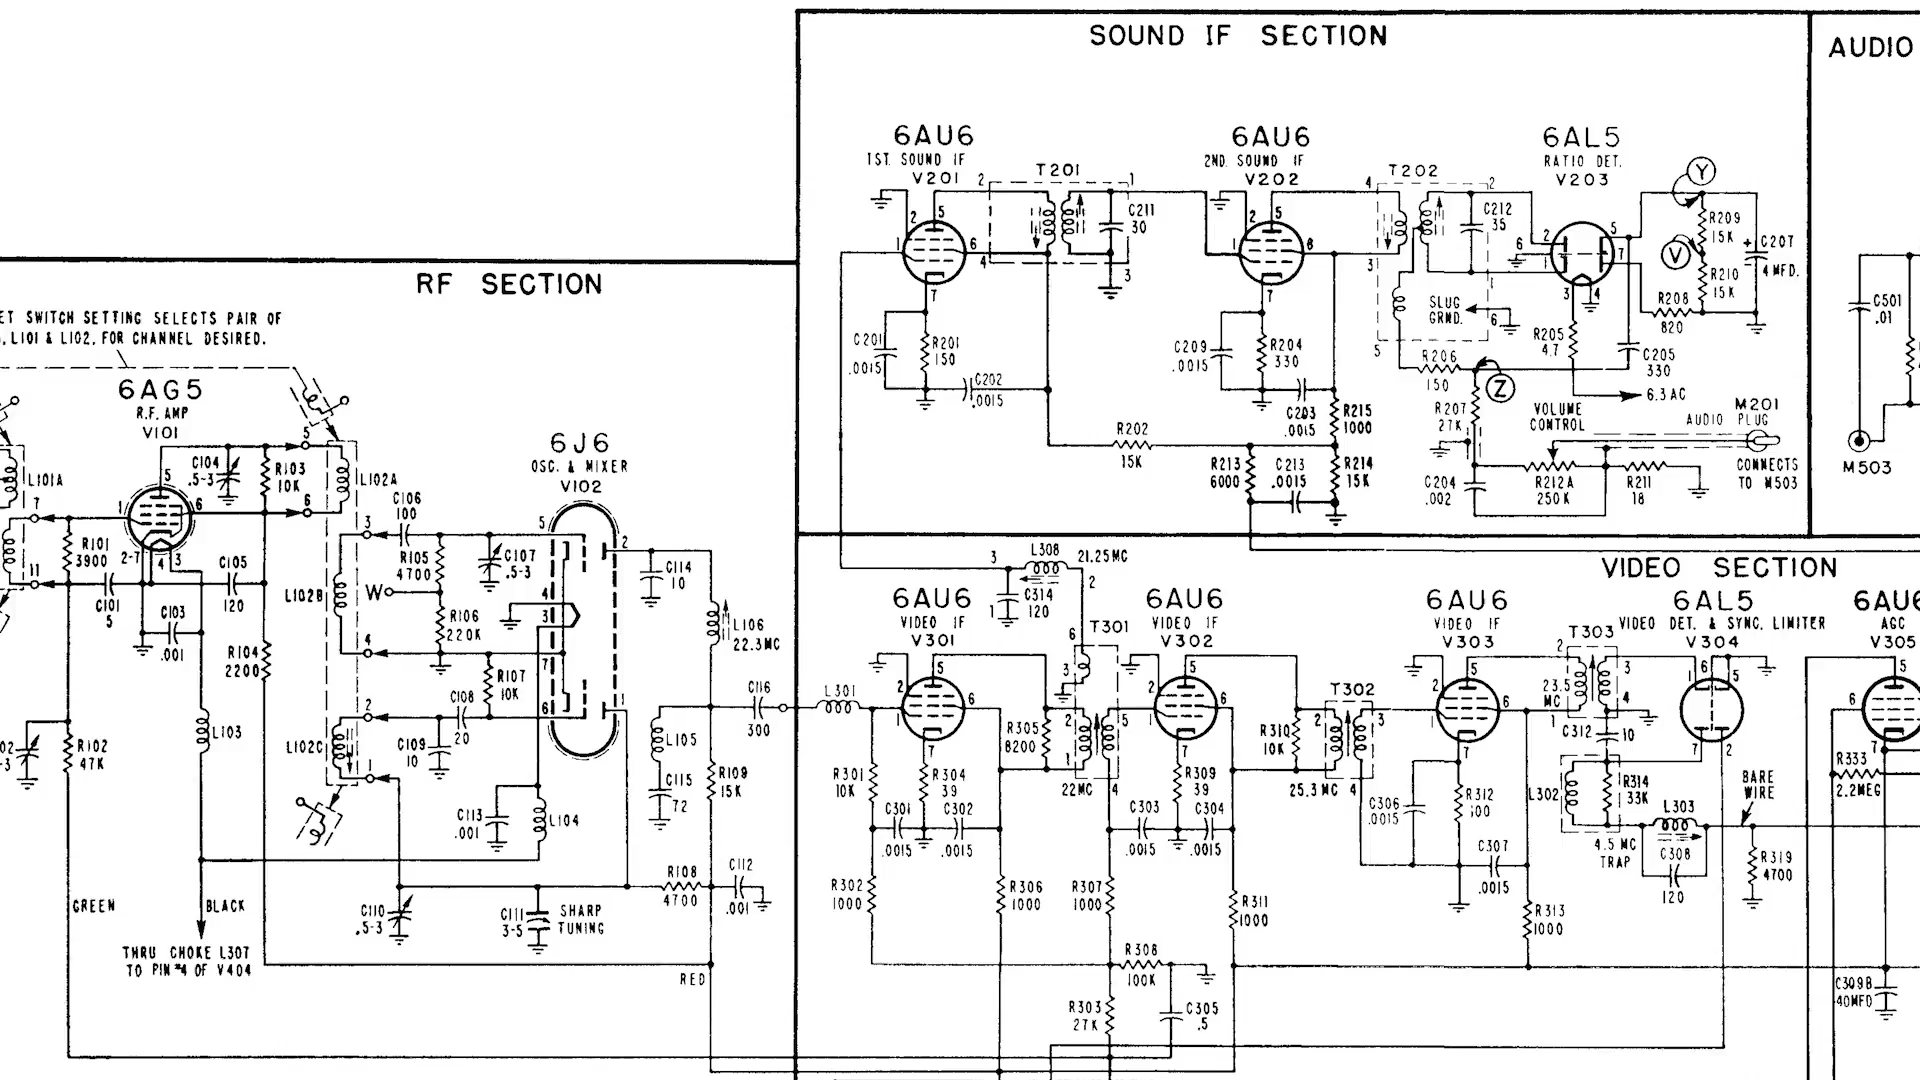 SOUND IF SECTION
AUDIO
6AU6
1ST. SOUND IF
V201
T201
C211
30
6AU6
2ND. SOUND IF
V202
T202
C212
35
6AL5
RATIO DET.
V203
Y
R209
15K
V
R210
15K
C207
4 MFD.
R208
820
SLUG
GRND.
C201
.0015
R201
150
C202
.0015
C209
.0015
R204
330
C203
.0015
R215
1000
R202
15K
R213
6000
C213
.0015
R214
15K
R206
150
Z
R205
4.7
C205
330
6.3 AC
R207
27K
VOLUME
CONTROL
AUDIO PLUG
M201
CONNECTS
TO M503
C204
.002
R212A
250K
R211
18
C501
.01
M503
RF SECTION
ET SWITCH SETTING SELECTS PAIR OF
, L101 & L102, FOR CHANNEL DESIRED.
6AG5
R.F. AMP
V101
L101A
C104
.5-3
R103
10K
L102A
R101
3900
C101
5
C105
120
C103
.001
R104
2200
L102B
L103
R102
47K
L102C
C106
100
R105
4700
W
R106
220K
C107
.5-3
R107
10K
C108
20
C109
10
6J6
OSC. & MIXER
V102
C114
10
L106
22.3 MC
C116
300
L105
C115
72
R109
15K
C113
.001
L104
R108
4700
C112
.001
C110
.5-3
C111
3-5
SHARP
TUNING
GREEN
BLACK
THRU CHOKE L307
TO PIN #4 OF V404
RED
VIDEO SECTION
L308
21.25MC
C314
120
6AU6
VIDEO IF
V301
T301
6AU6
VIDEO IF
V302
6AU6
VIDEO IF
V303
T303
6AL5
VIDEO DET. & SYNC. LIMITER
V304
6AU6
AGC
V305
L301
R305
8200
22MC
R301
10K
R304
39
C301
.0015
C302
.0015
R302
1000
R306
1000
R309
39
C303
.0015
C304
.0015
R307
1000
R308
100K
R303
27K
C305
.5
R310
10K
T302
25.3 MC
R311
1000
C306
.0015
R312
100
C307
.0015
R313
1000
23.5
MC
C312
10
L302
R314
33K
4.5 MC
TRAP
L303
C308
120
BARE
WIRE
R319
4700
R333
2.2MEG
C309B
40MFD